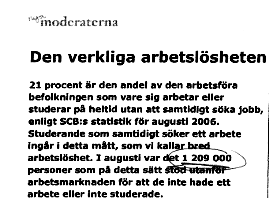 moderaterna
Den verkliga arbetslösheten
21 procent är den andel av den arbetsföra
befolkningen som vare sig arbetar eller
studerar på heltid utan att samtidigt söka jobb,
enligt SCB:s statistik för augusti 2006.
Studerande som samtidigt söker ett arbete
ingår i detta mått, som vi kallar bred
arbetslöshet. I augusti var det 1 209 000
personer som på detta sätt stod utanför
arbetsmarknaden för att de inte hade ett
arbete eller inte studerade.